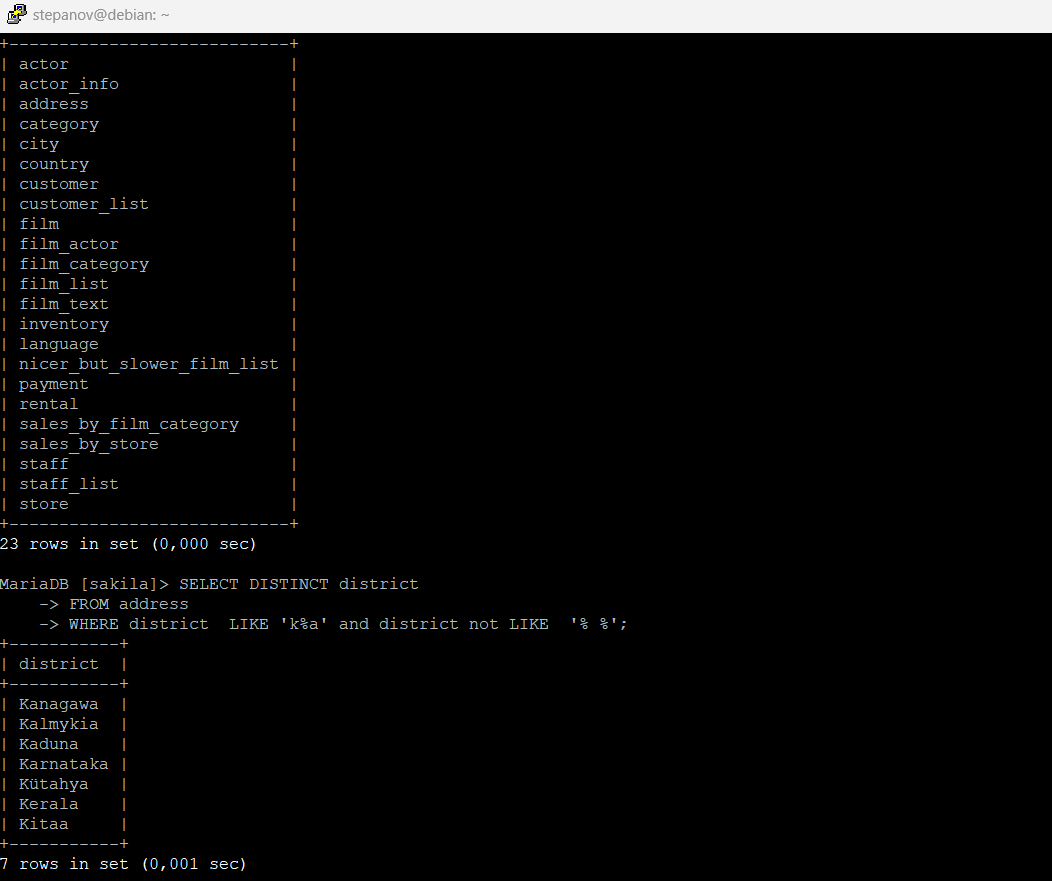 stepanov@debian: ~
+----------------------------+
| actor                      |
| actor_info                 |
| address                    |
| category                   |
| city                       |
| country                    |
| customer                   |
| customer_list              |
| film                       |
| film_actor                 |
| film_category              |
| film_list                  |
| film_text                  |
| inventory                  |
| language                   |
| nicer_but_slower_film_list |
| payment                    |
| rental                     |
| sales_by_film_category     |
| sales_by_store             |
| staff                      |
| staff_list                 |
| store                      |
+----------------------------+
23 rows in set (0,000 sec)
MariaDB [sakila]> SELECT DISTINCT district
    -> FROM address
    -> WHERE district  LIKE 'k%a' and district not LIKE  '% %';
+-----------+
| district  |
+-----------+
| Kanagawa  |
| Kalmykia  |
| Kaduna    |
| Karnataka |
| Kütahya   |
| Kerala    |
| Kitaa     |
+-----------+
7 rows in set (0,001 sec)